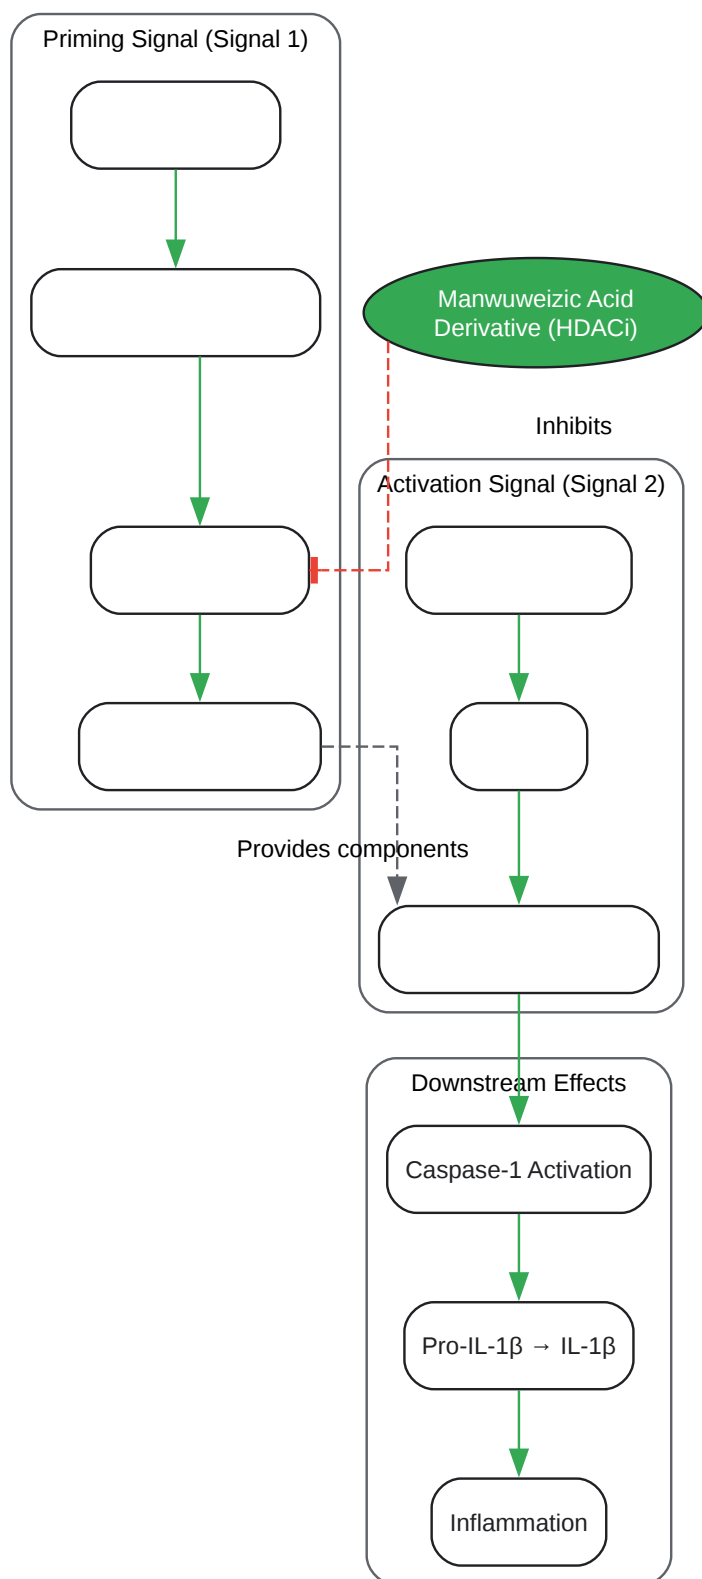 Priming Signal (Signal 1)
Manwuweizic Acid
Derivative (HDACi)
Inhibits
Activation Signal (Signal 2)
Provides components
Downstream Effects
Caspase-1 Activation
Pro-IL-1β → IL-1β
Inflammation